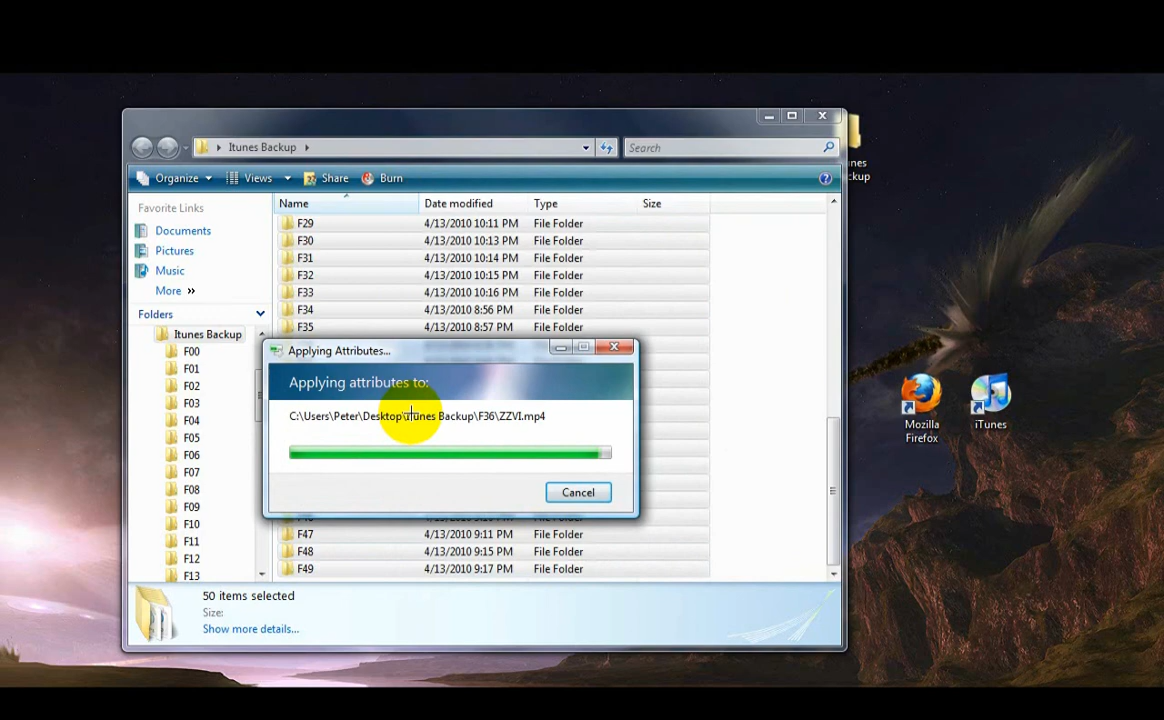 Itunes Backup
Search
Organize
Views
Share
Burn
Favorite Links
Documents
Pictures
Music
More »
Folders
Itunes Backup
F00
F01
F02
F03
F04
F05
F06
F07
F08
F09
F10
F11
F12
F13
Name Date modified Type Size
F29 4/13/2010 10:11 PM File Folder
F30 4/13/2010 10:13 PM File Folder
F31 4/13/2010 10:14 PM File Folder
F32 4/13/2010 10:15 PM File Folder
F33 4/13/2010 10:16 PM File Folder
F34 4/13/2010 8:56 PM File Folder
F35 4/13/2010 8:57 PM File Folder
Applying Attributes...
Applying attributes to:
C:\Users\Peter\Desktop\Itunes Backup\F36\ZZVI.mp4
Cancel
F47 4/13/2010 9:11 PM File Folder
F48 4/13/2010 9:15 PM File Folder
F49 4/13/2010 9:17 PM File Folder
50 items selected
Size:
Show more details...
Mozilla
Firefox
iTunes